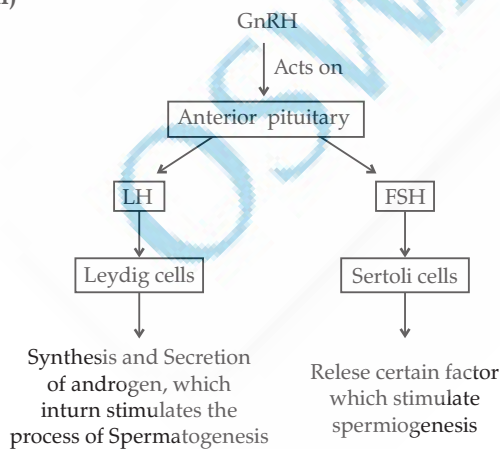 GnRH
Acts on
Anterior pituitary
LH
FSH
Leydig cells
Sertoli cells
Synthesis and Secretion
of androgen, which
inturn stimulates the
process of Spermatogenesis
Relese certain factor
which stimulate
spermiogenesis